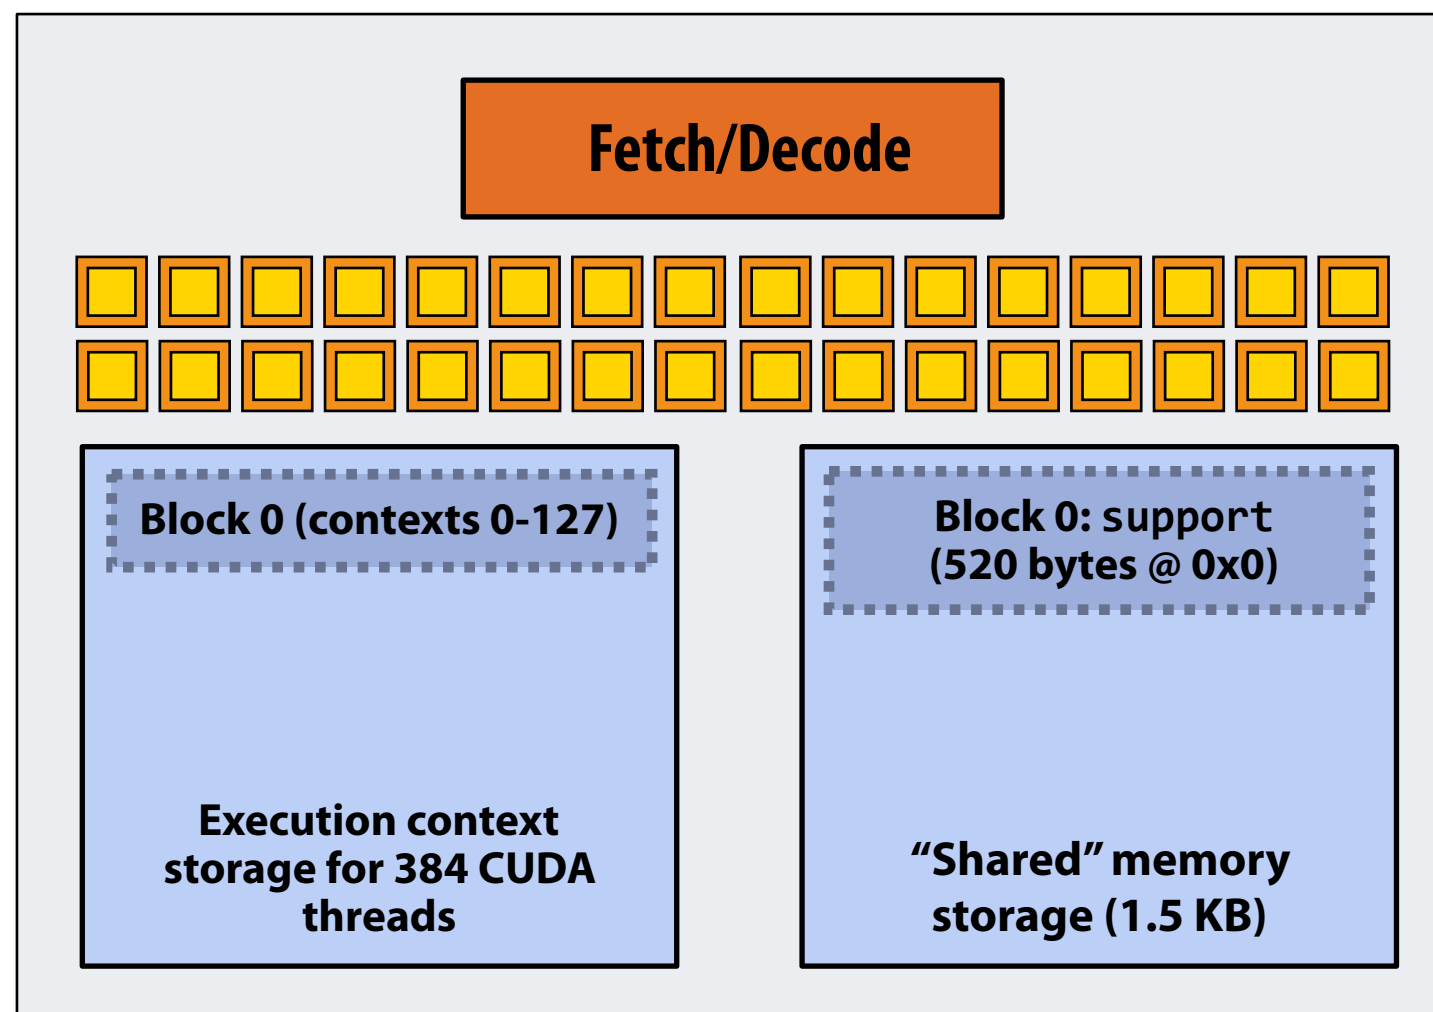 Fetch/Decode
Block 0 (contexts 0-127)
Execution context
storage for 384 CUDA
threads
Block 0: support
(520 bytes @ 0x0)
“Shared” memory
storage (1.5 KB)